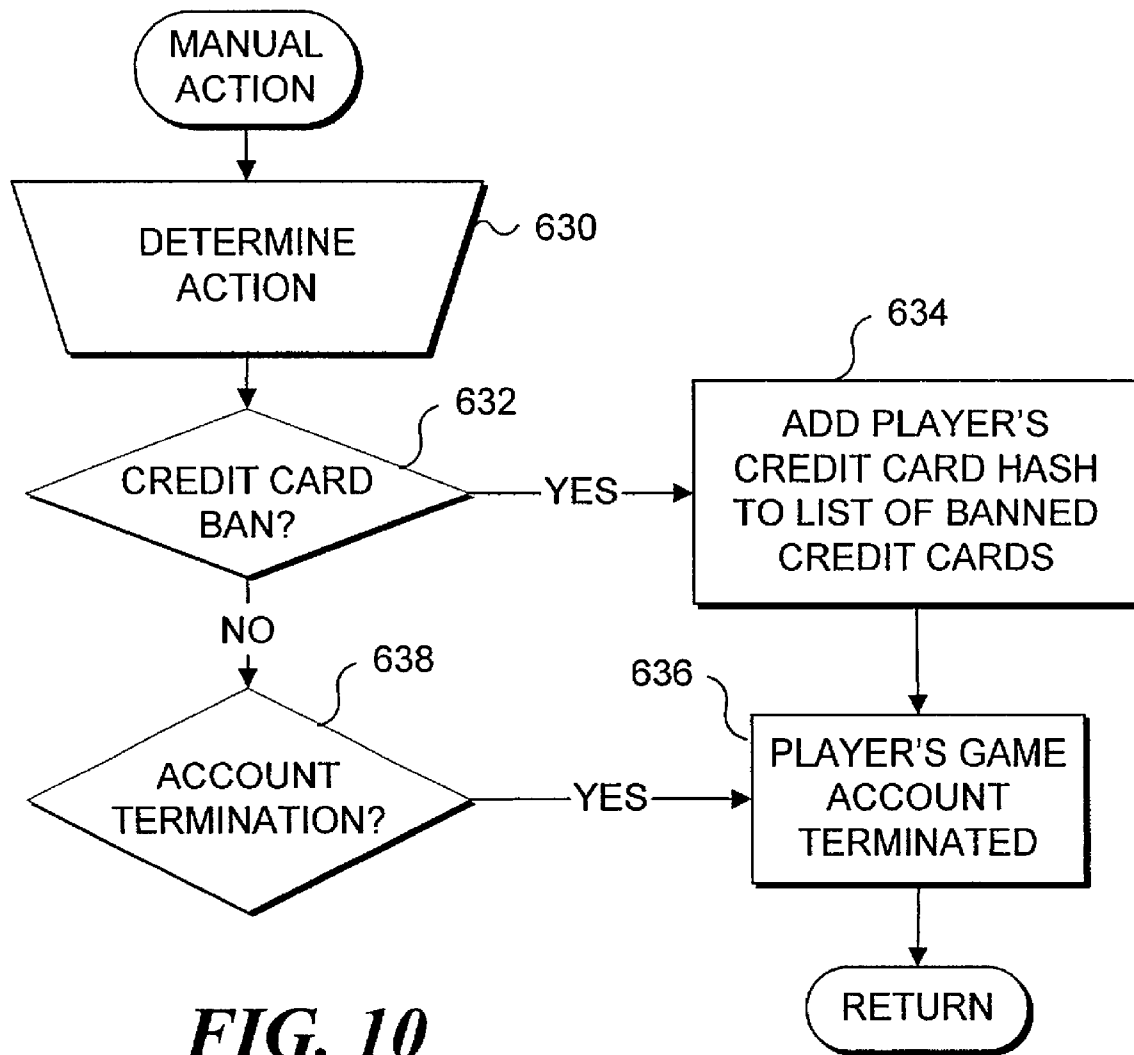 MANUAL
ACTION
DETERMINE
ACTION
630
632
CREDIT CARD
BAN?
YES
634
ADD PLAYER'S
CREDIT CARD HASH
TO LIST OF BANNED
CREDIT CARDS
NO
638
ACCOUNT
TERMINATION?
YES
636
PLAYER'S GAME
ACCOUNT
TERMINATED
RETURN
FIG. 10